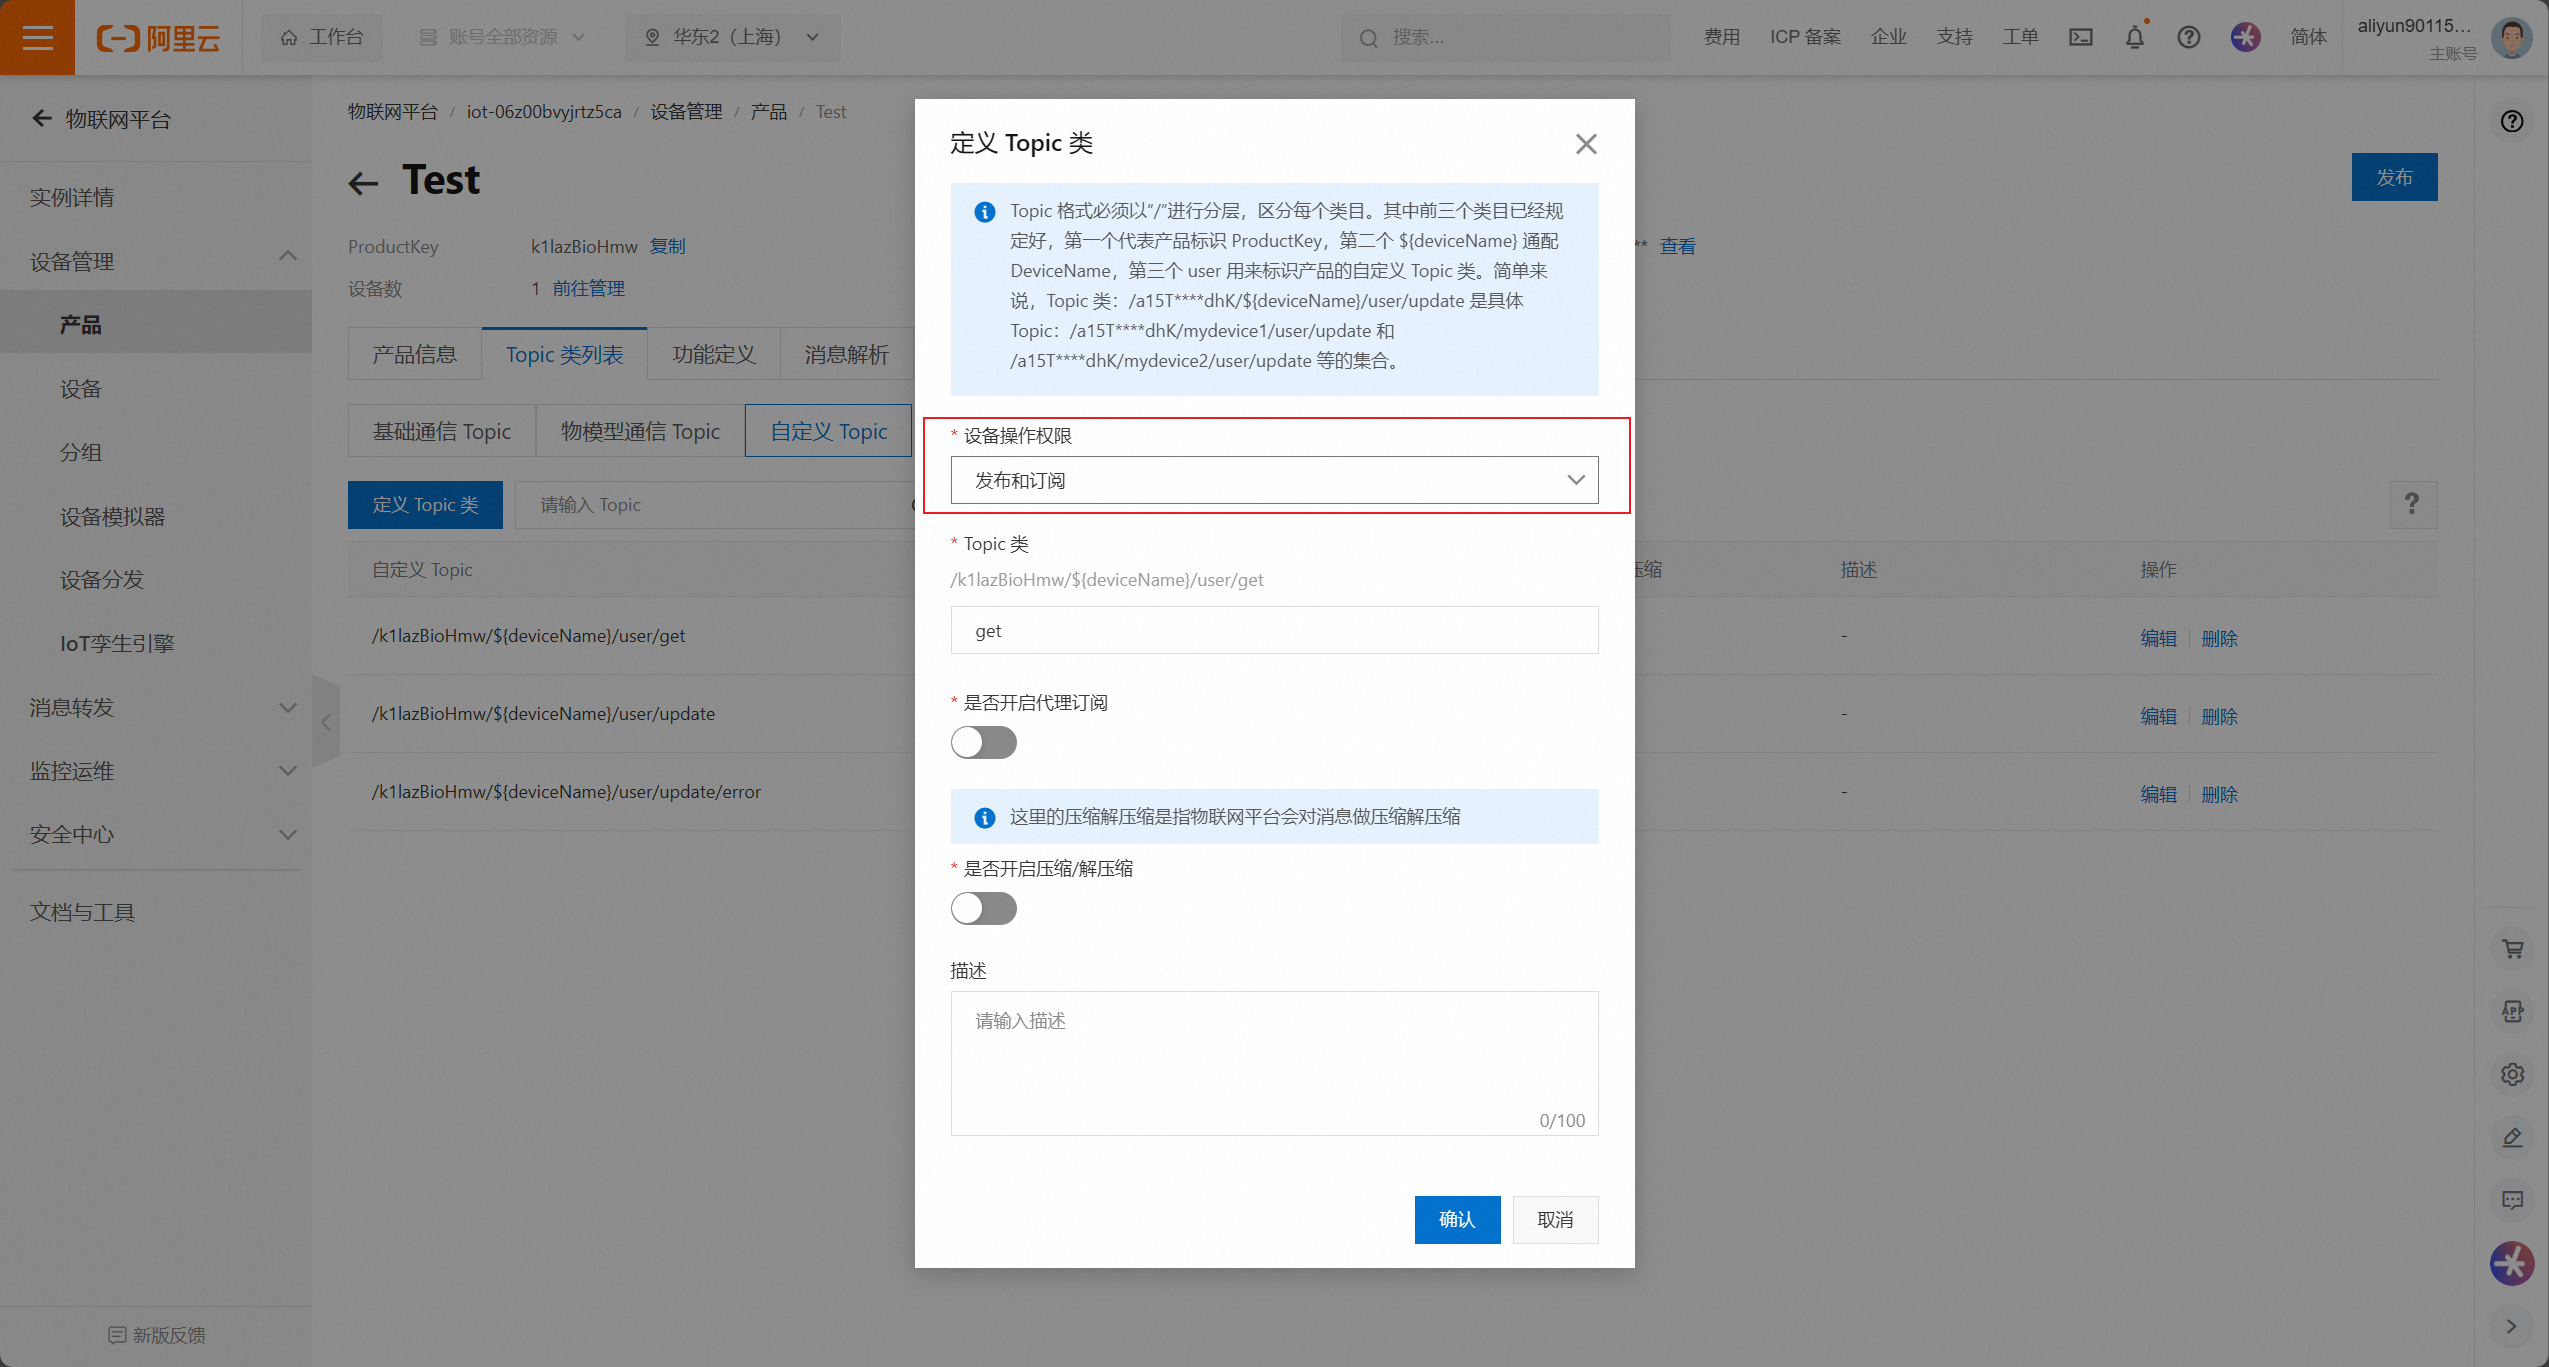 阿里云
工作台
账号全部资源
华东2（上海）
搜索...
费用
ICP 备案
企业
支持
工单
简体
aliyun90115...
主账号
物联网平台
实例详情
设备管理
产品
设备
分组
设备模拟器
设备分发
IoT孪生引擎
消息转发
监控运维
安全中心
文档与工具
新版反馈
物联网平台 / iot-06z00bvyjrtz5ca / 设备管理 / 产品 / Test
Test
发布
ProductKey k1lazBioHmw 复制
** 查看
设备数 1 前往管理
产品信息 Topic 类列表 功能定义 消息解析
基础通信 Topic 物模型通信 Topic 自定义 Topic
定义 Topic 类 请输入 Topic
?
自定义 Topic 压缩 描述 操作
/k1lazBioHmw/${deviceName}/user/get - 编辑 删除
/k1lazBioHmw/${deviceName}/user/update - 编辑 删除
/k1lazBioHmw/${deviceName}/user/update/error - 编辑 删除
定义 Topic 类
Topic 格式必须以“/”进行分层，区分每个类目。其中前三个类目已经规
定好，第一个代表产品标识 ProductKey，第二个 ${deviceName} 通配
DeviceName，第三个 user 用来标识产品的自定义 Topic 类。简单来
说，Topic 类：/a15T****dhK/${deviceName}/user/update 是具体
Topic：/a15T****dhK/mydevice1/user/update 和
/a15T****dhK/mydevice2/user/update 等的集合。
* 设备操作权限
发布和订阅
* Topic 类
/k1lazBioHmw/${deviceName}/user/get
get
* 是否开启代理订阅
这里的压缩解压缩是指物联网平台会对消息做压缩解压缩
* 是否开启压缩/解压缩
描述
请输入描述
0/100
确认
取消
APP